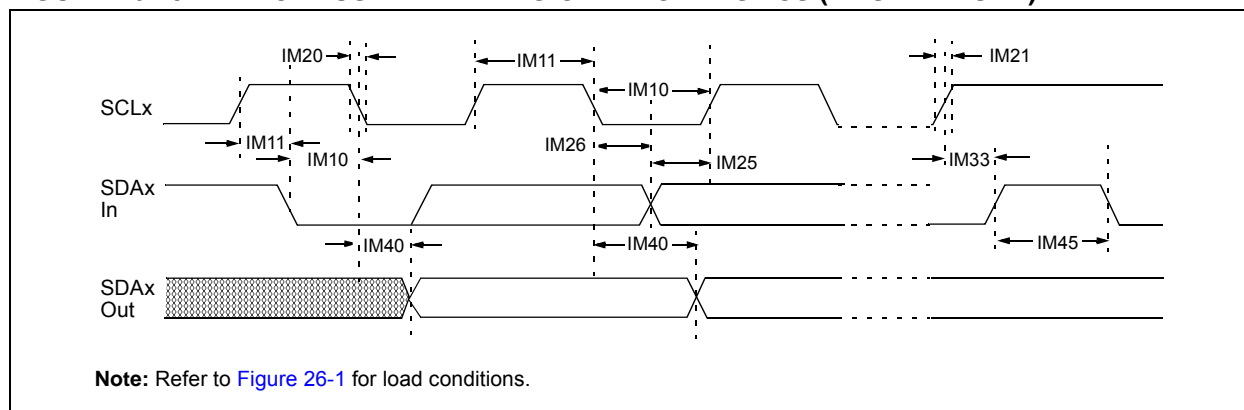 IM20
IM11
IM21
SCLx
IM10
IM11
IM10
IM26
IM25
IM33
SDAx
In
IM40
IM40
IM45
SDAx
Out
Note: Refer to Figure 26-1 for load conditions.